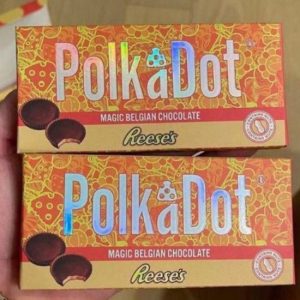 PolkaDot
MAGIC BELGIAN CHOCOLATE
Reese's
PolkaDot
MAGIC BELGIAN CHOCOLATE
Reese's